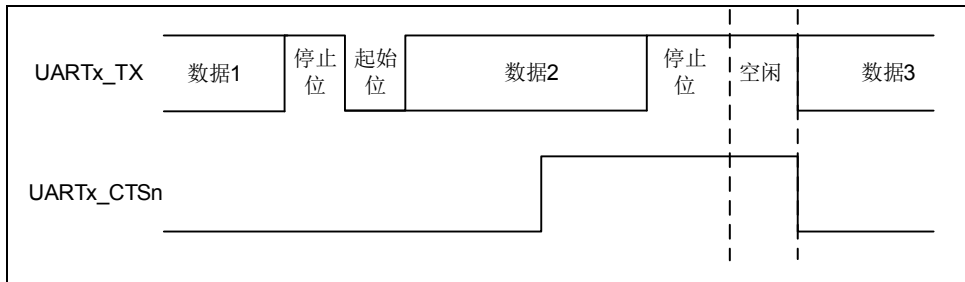 UARTx_TX
数据1
停止
位
起始
位
数据2
停止
位
空闲
数据3
UARTx_CTSn